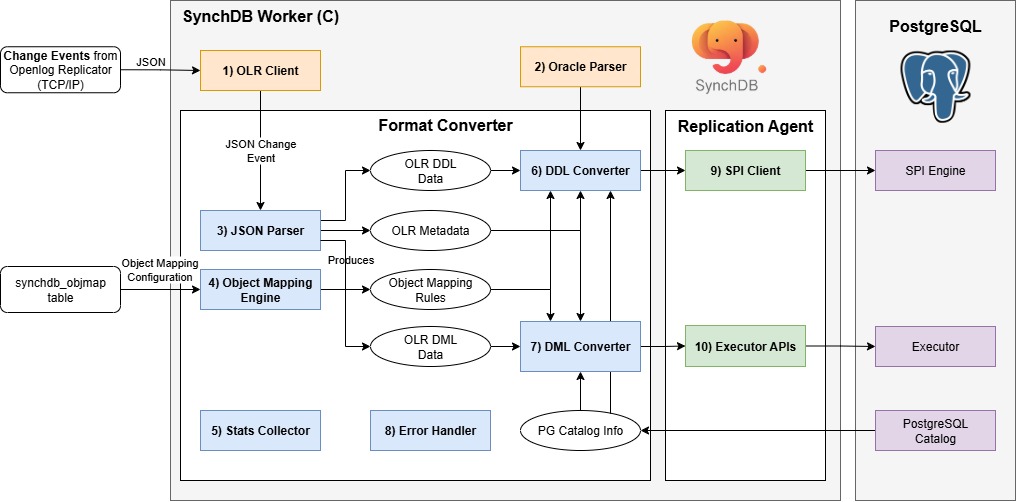 SynchDB Worker (C)
PostgreSQL
Change Events from
Openlog Replicator
(TCP/IP)
JSON
1) OLR Client
2) Oracle Parser
SynchDB
Format Converter
Replication Agent
JSON Change
Event
OLR DDL
Data
6) DDL Converter
9) SPI Client
SPI Engine
3) JSON Parser
OLR Metadata
Produces
Object Mapping
Configuration
synchdb_objmap
table
4) Object Mapping
Engine
Object Mapping
Rules
OLR DML
Data
7) DML Converter
10) Executor APIs
Executor
5) Stats Collector
8) Error Handler
PG Catalog Info
PostgreSQL
Catalog